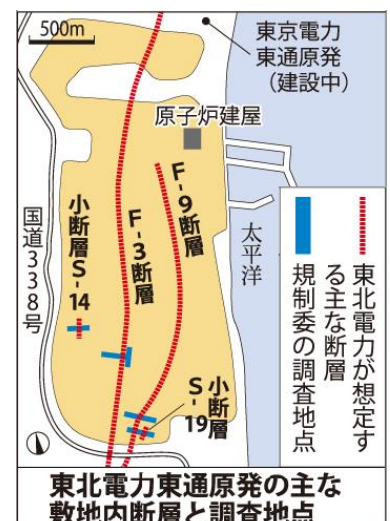 500m
東京電力
東通原発
(建設中)
原子炉建屋
F-9断層
F-3断層
小断層S-14
国道338号
太平洋
小断層
S-19
東北電力が想定す
る主な断層
規制委の調査地点
東北電力東通原発の主な
敷地内断層と調査地点